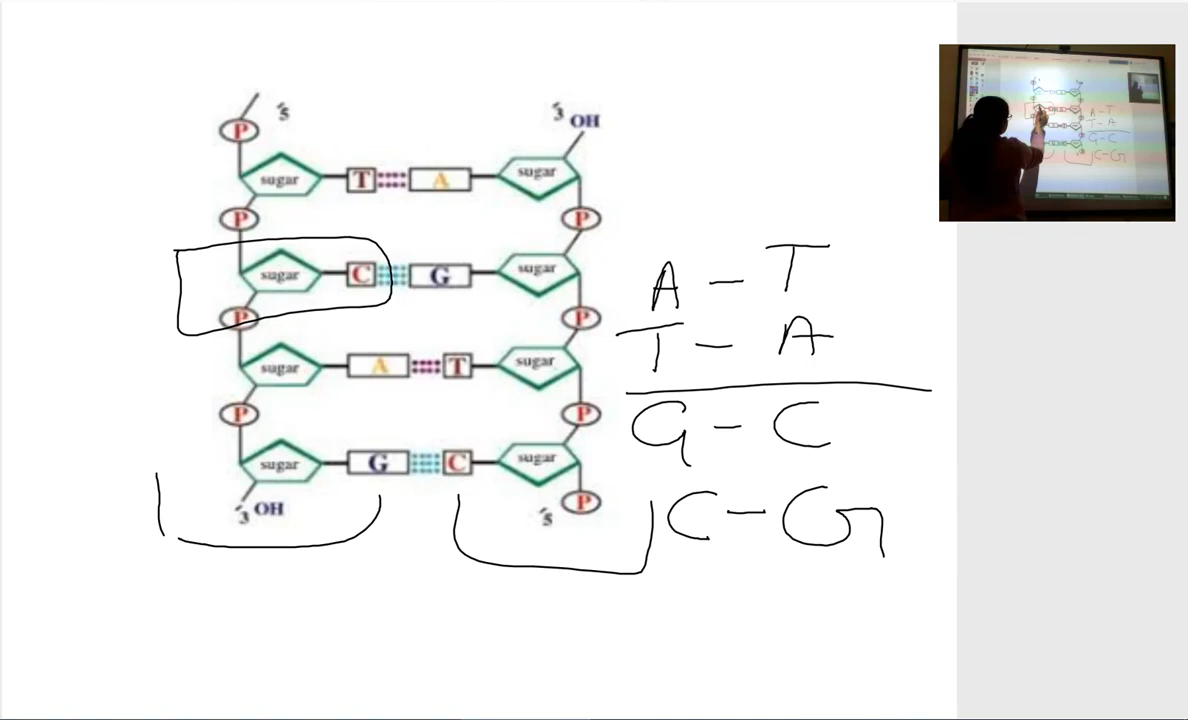 ´5 ´3
P OH
sugar T A sugar
P P
sugar C G sugar
P P
sugar A T sugar
P P
sugar G C sugar
´3 OH ´5 P
A - T
T - A
G - C
C - G
A - T
T - A
G - C
C - G